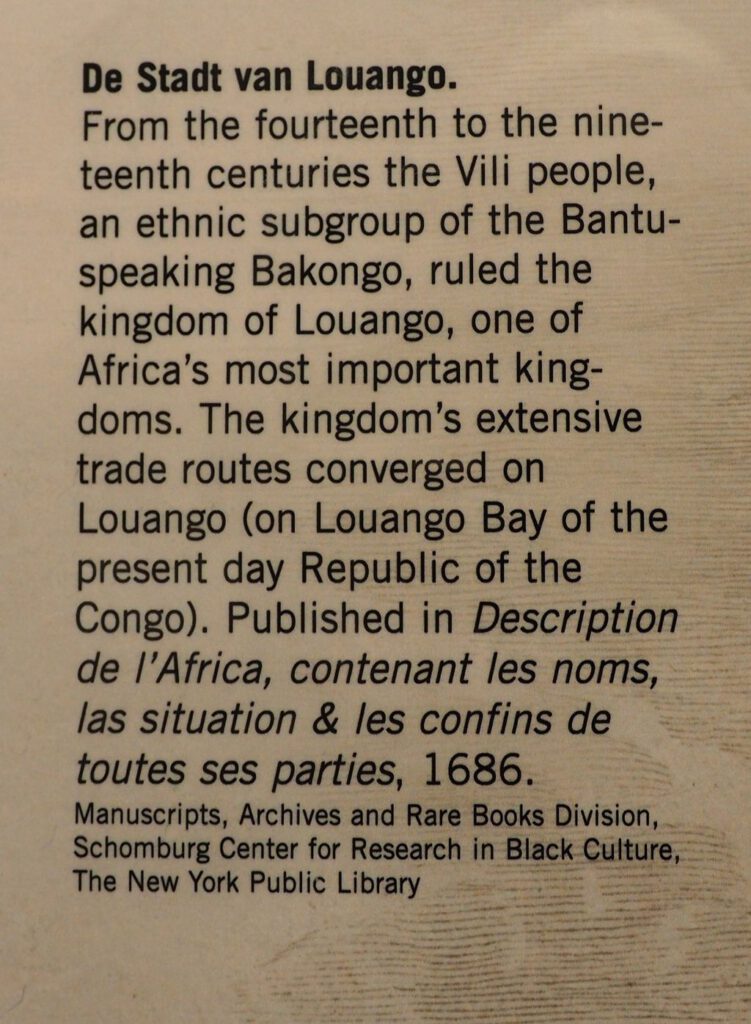 De Stadt van Louango.
From the fourteenth to the nine-
teenth centuries the Vili people,
an ethnic subgroup of the Bantu-
speaking Bakongo, ruled the
kingdom of Louango, one of
Africa's most important king-
doms. The kingdom's extensive
trade routes converged on
Louango (on Louango Bay of the
present day Republic of the
Congo). Published in Description
de l'Africa, contenant les noms,
las situation & les confins de
toutes ses parties, 1686.
Manuscripts, Archives and Rare Books Division,
Schomburg Center for Research in Black Culture,
The New York Public Library